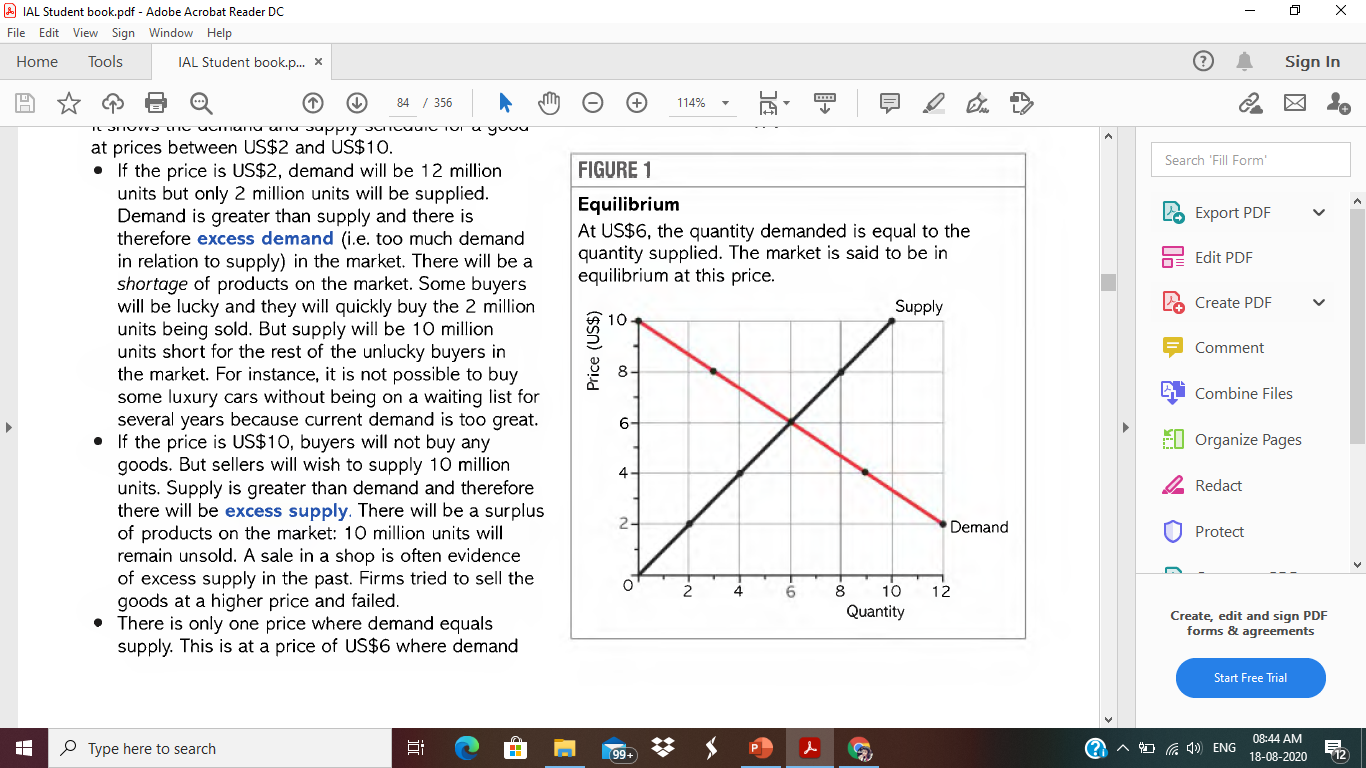 IAL Student book.pdf - Adobe Acrobat Reader DC
File Edit View Sign Window Help
Home Tools IAL Student book.p... × Sign In
84 / 356 114%
It shows the demand and supply schedule for a good
at prices between US$2 and US$10.
• If the price is US$2, demand will be 12 million
units but only 2 million units will be supplied.
Demand is greater than supply and there is
therefore excess demand (i.e. too much demand
in relation to supply) in the market. There will be a
shortage of products on the market. Some buyers
will be lucky and they will quickly buy the 2 million
units being sold. But supply will be 10 million
units short for the rest of the unlucky buyers in
the market. For instance, it is not possible to buy
some luxury cars without being on a waiting list for
several years because current demand is too great.
• If the price is US$10, buyers will not buy any
goods. But sellers will wish to supply 10 million
units. Supply is greater than demand and therefore
there will be excess supply. There will be a surplus
of products on the market: 10 million units will
remain unsold. A sale in a shop is often evidence
of excess supply in the past. Firms tried to sell the
goods at a higher price and failed.
• There is only one price where demand equals
supply. This is at a price of US$6 where demand
FIGURE 1
Equilibrium
At US$6, the quantity demanded is equal to the
quantity supplied. The market is said to be in
equilibrium at this price.
Supply
Price (US$)
10
8
6
4
2
Demand
0 2 4 6 8 10 12
Quantity
Search 'Fill Form'
Export PDF
Edit PDF
Create PDF
Comment
Combine Files
Organize Pages
Redact
Protect
Create, edit and sign PDF
forms & agreements
Start Free Trial
Type here to search
99+
ENG
08:44 AM
18-08-2020
12